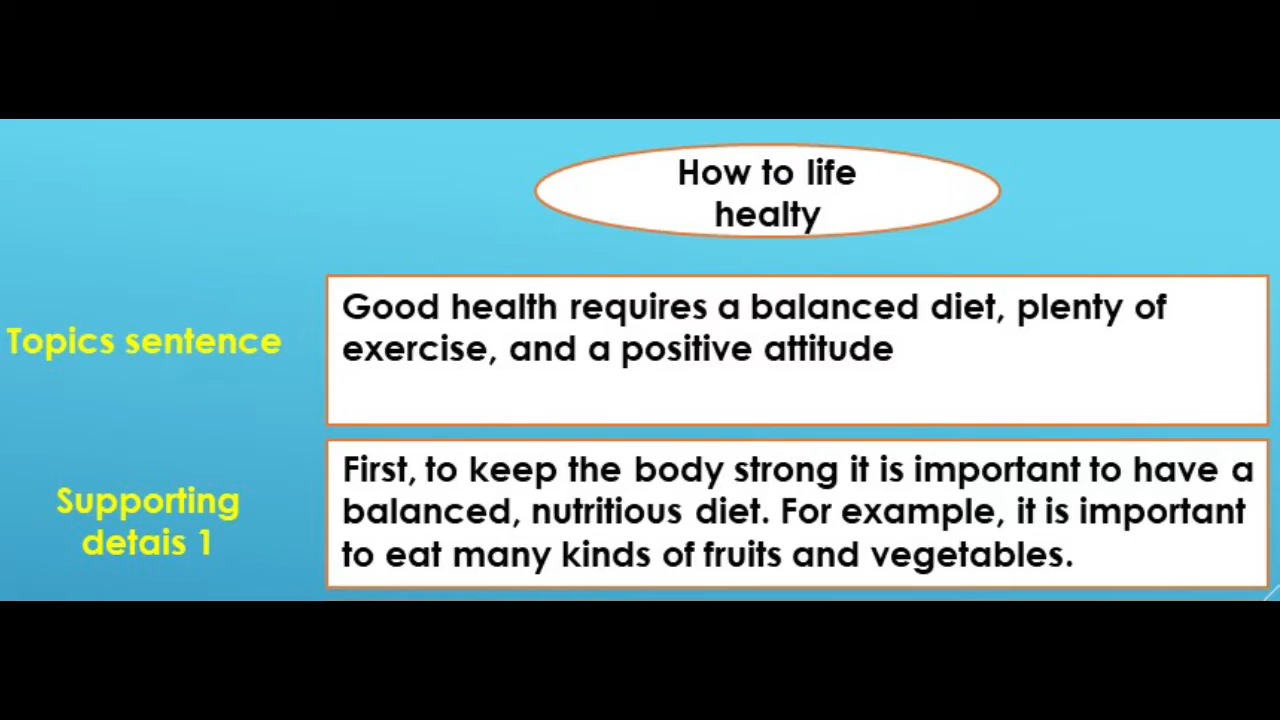 How to life
healty
Topics sentence
Good health requires a balanced diet, plenty of
exercise, and a positive attitude
Supporting
detais 1
First, to keep the body strong it is important to have a
balanced, nutritious diet. For example, it is important
to eat many kinds of fruits and vegetables.